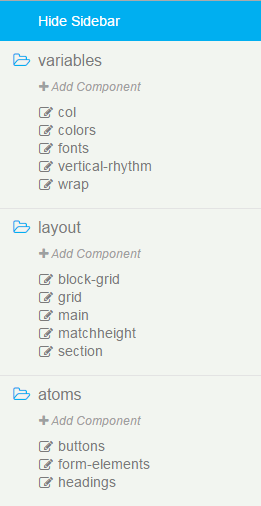 Hide Sidebar
variables
Add Component
col
colors
fonts
vertical-rhythm
wrap
layout
Add Component
block-grid
grid
main
matchheight
section
atoms
Add Component
buttons
form-elements
headings